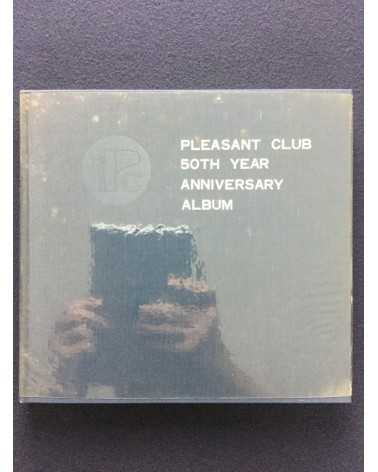 PLEASANT CLUB
50TH YEAR
ANNIVERSARY
ALBUM